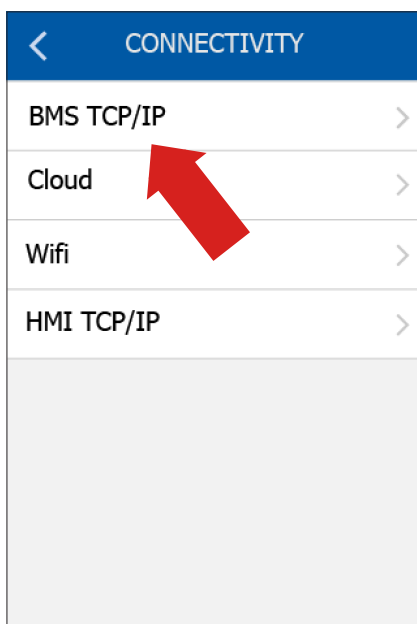 CONNECTIVITY
BMS TCP/IP
Cloud
Wifi
HMI TCP/IP